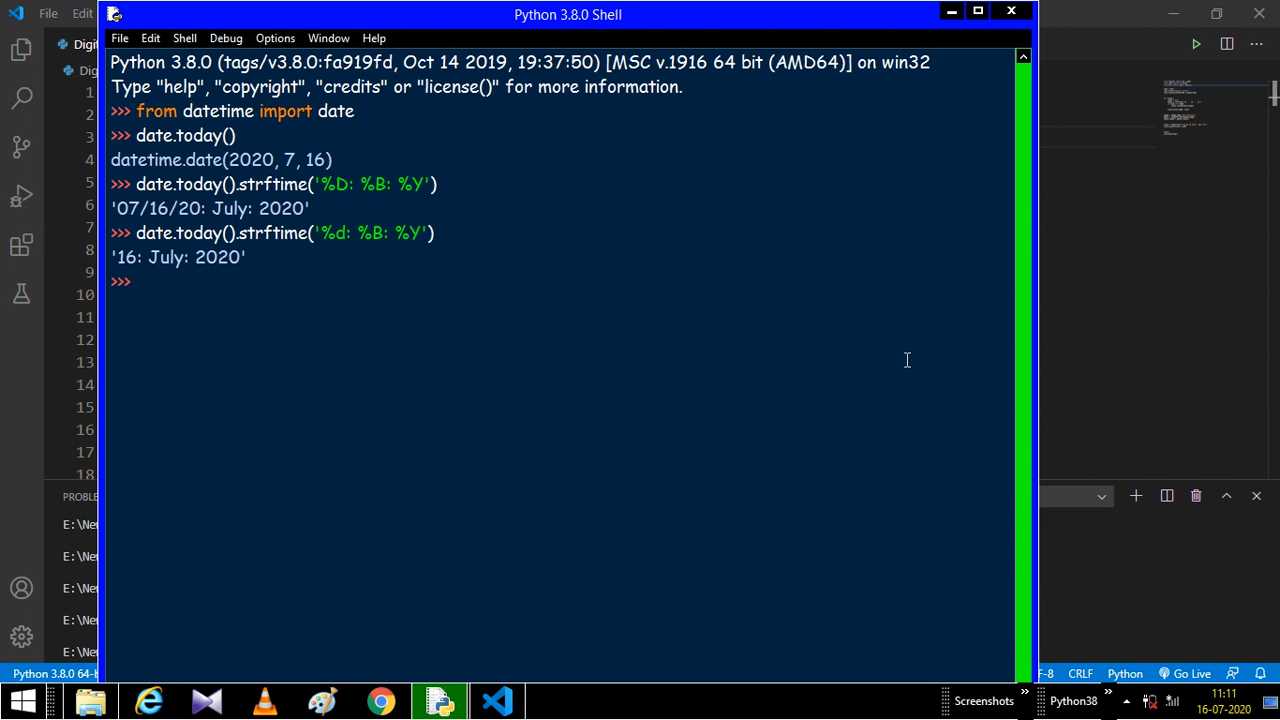 File Edit
Python 3.8.0 Shell
File Edit Shell Debug Options Window Help
Python 3.8.0 (tags/v3.8.0:fa919fd, Oct 14 2019, 19:37:50) [MSC v.1916 64 bit (AMD64)] on win32
Type "help", "copyright", "credits" or "license()" for more information.
>>> from datetime import date
>>> date.today()
datetime.date(2020, 7, 16)
>>> date.today().strftime('%D: %B: %Y')
'07/16/20: July: 2020'
>>> date.today().strftime('%d: %B: %Y')
'16: July: 2020'
>>>
1
2
3
4
5
6
7
8
9
10
11
12
13
14
15
16
17
18
E:\Ne
E:\Ne
E:\Ne
E:\Ne
E:\Ne
Python 3.8.0 64-b
CRLF Python Go Live
Screenshots » Python38 »
11:11
16-07-2020